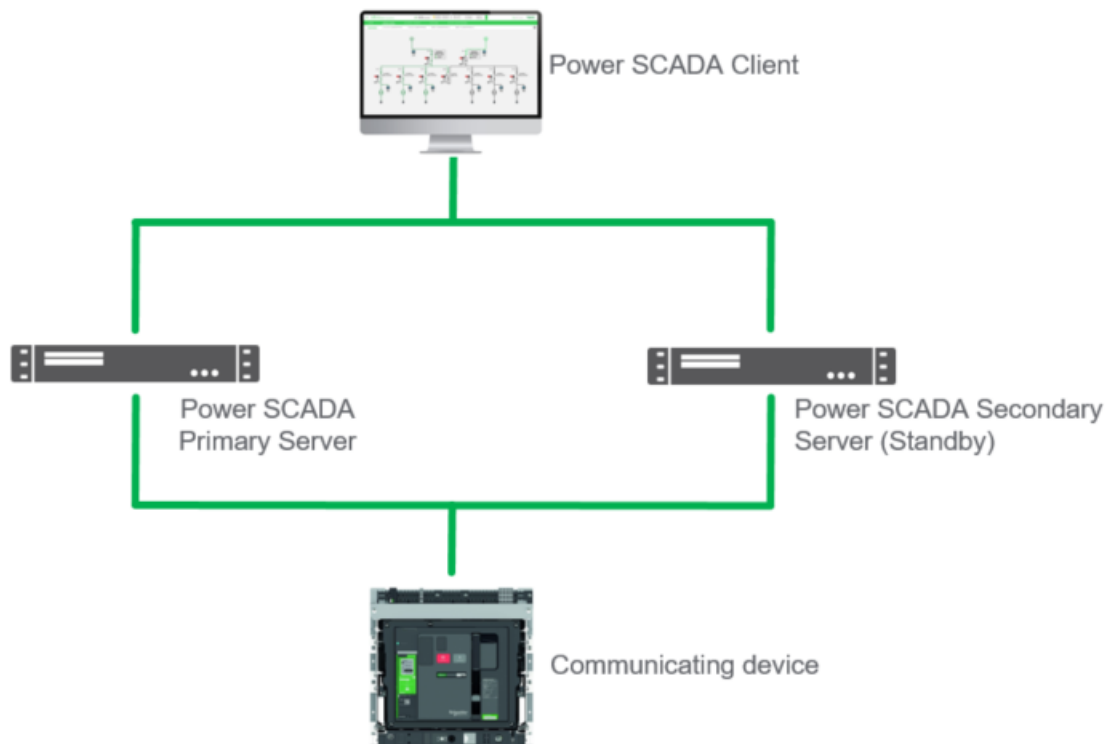 Power SCADA Client
Power SCADA
Primary Server
Power SCADA Secondary
Server (Standby)
Communicating device